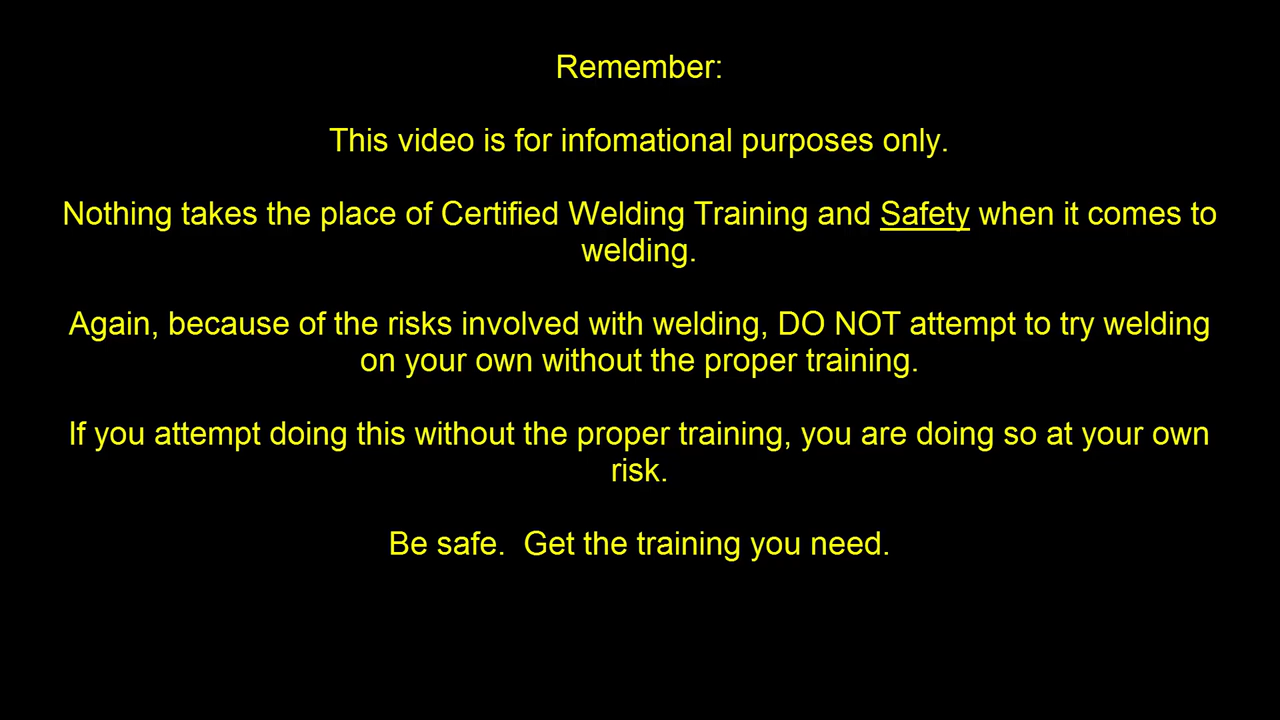 Remember:
This video is for infomational purposes only.
Nothing takes the place of Certified Welding Training and Safety when it comes to
welding.
Again, because of the risks involved with welding, DO NOT attempt to try welding
on your own without the proper training.
If you attempt doing this without the proper training, you are doing so at your own
risk.
Be safe.  Get the training you need.